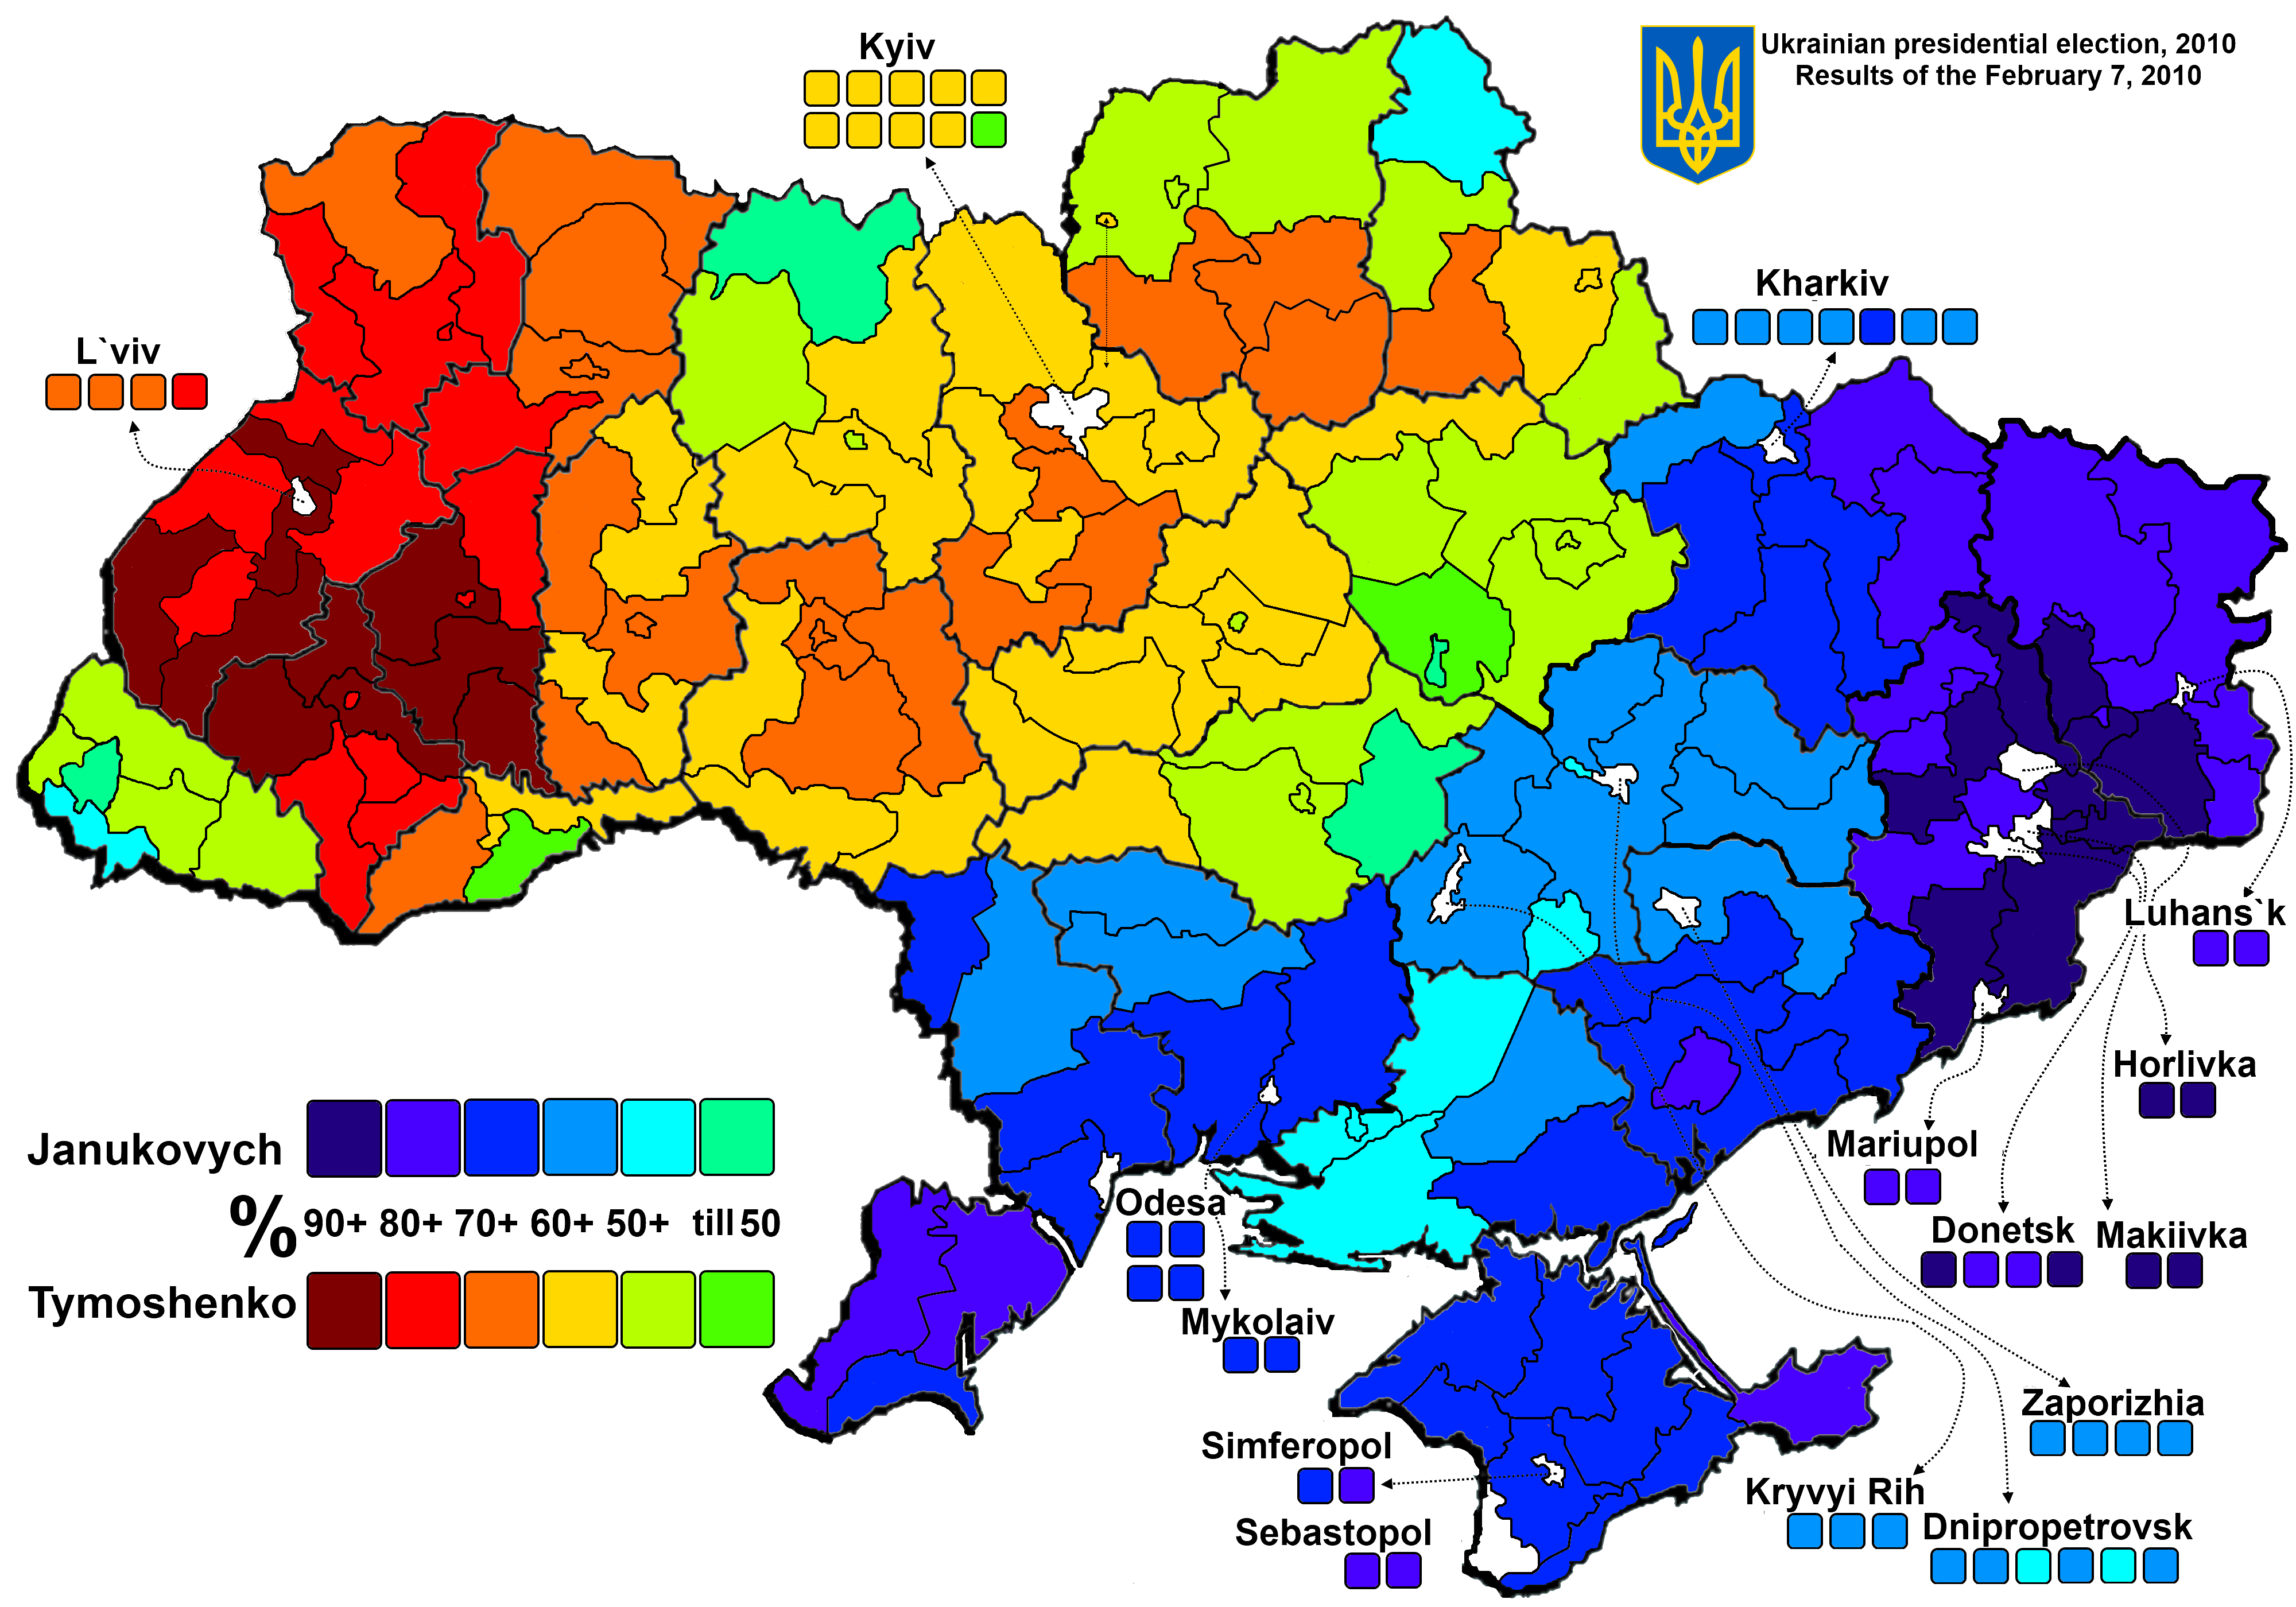 Kyiv
Ukrainian presidential election, 2010
Results of the February 7, 2010
Kharkiv
L`viv
Luhans`k
Horlivka
Mariupol
Janukovych
Odesa
Donetsk
Makiivka
% 90+ 80+ 70+ 60+ 50+ till 50
Tymoshenko
Mykolaiv
Zaporizhia
Simferopol
Kryvyi Rih
Sebastopol
Dnipropetrovsk